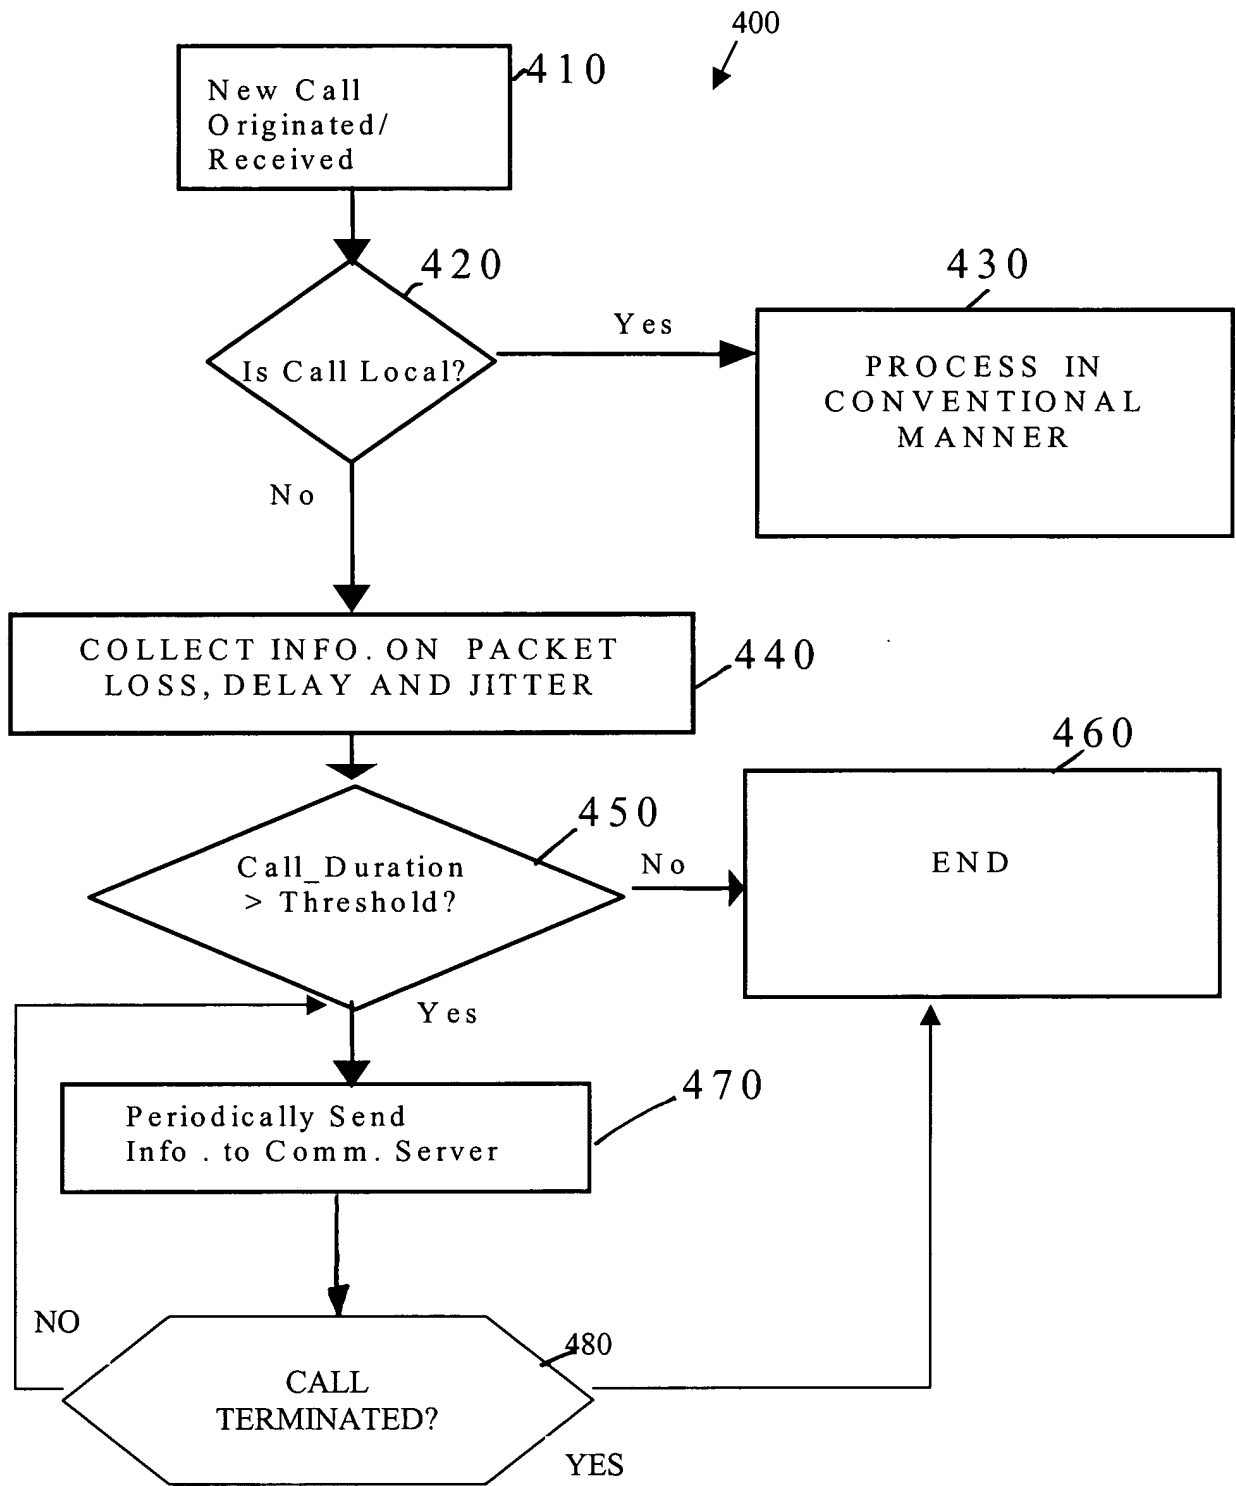 400
410
New Call
Originated/
Received
420
Is Call Local?
Yes
430
PROCESS IN
CONVENTIONAL
MANNER
No
COLLECT INFO. ON PACKET
LOSS, DELAY AND JITTER
440
450
Call_Duration
> Threshold?
No
460
END
Yes
470
Periodically Send
Info . to Comm. Server
NO
480
CALL
TERMINATED?
YES